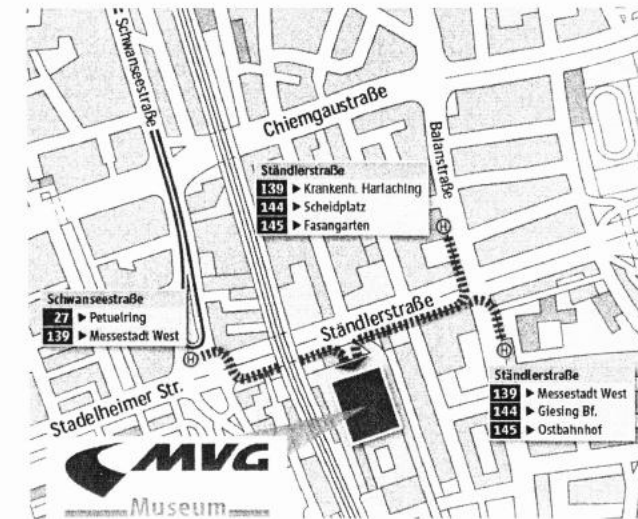 Schwanseestraße
Chiemgaustraße
Balanstraße
Ständlerstraße
139 ▶ Krankenh. Harlaching
144 ▶ Scheidplatz
145 ▶ Fasangarten
Schwanseestraße
27 ▶ Petuelring
139 ▶ Messestadt West
H
H
Ständlerstraße
H
Stadelheimer Str.
Ständlerstraße
139 ▶ Messestadt West
144 ▶ Giesing Bf.
145 ▶ Ostbahnhof
MVG
Museum